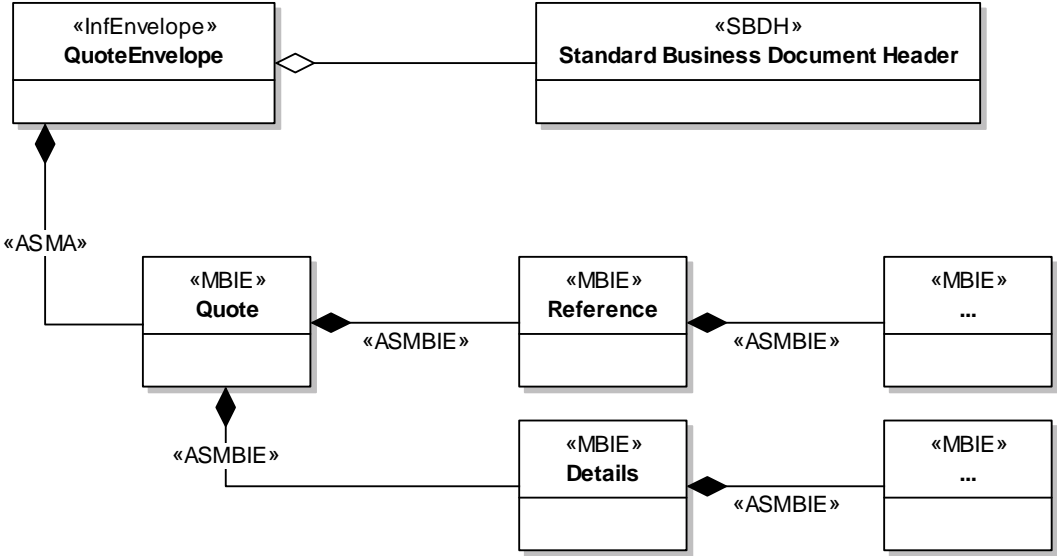 «InfEnvelope»
QuoteEnvelope
«SBDH»
Standard Business Document Header
«ASMA»
«MBIE»
Quote
«ASMBIE»
«MBIE»
Reference
«ASMBIE»
«MBIE»
...
«ASMBIE»
«MBIE»
Details
«ASMBIE»
«MBIE»
...